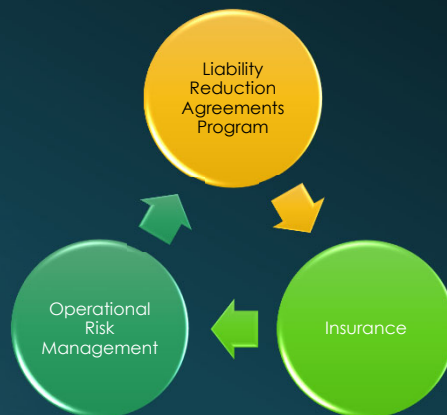 Liability
Reduction
Agreements
Program
Operational
Risk
Management
Insurance